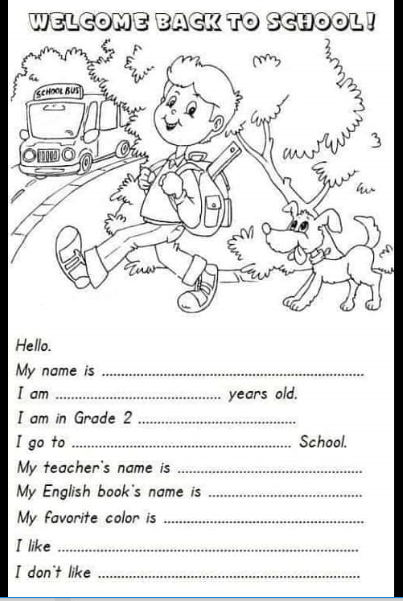 WELCOME BACK TO SCHOOL!
SCHOOL BUS
Hello.
My name is ....................................................
I am ................................. years old.
I am in Grade 2 ................................
I go to ............................................ School.
My teacher's name is .....................................
My English book's name is ...............................
My favorite color is ........................................
I like ............................................................
I don't like ....................................................